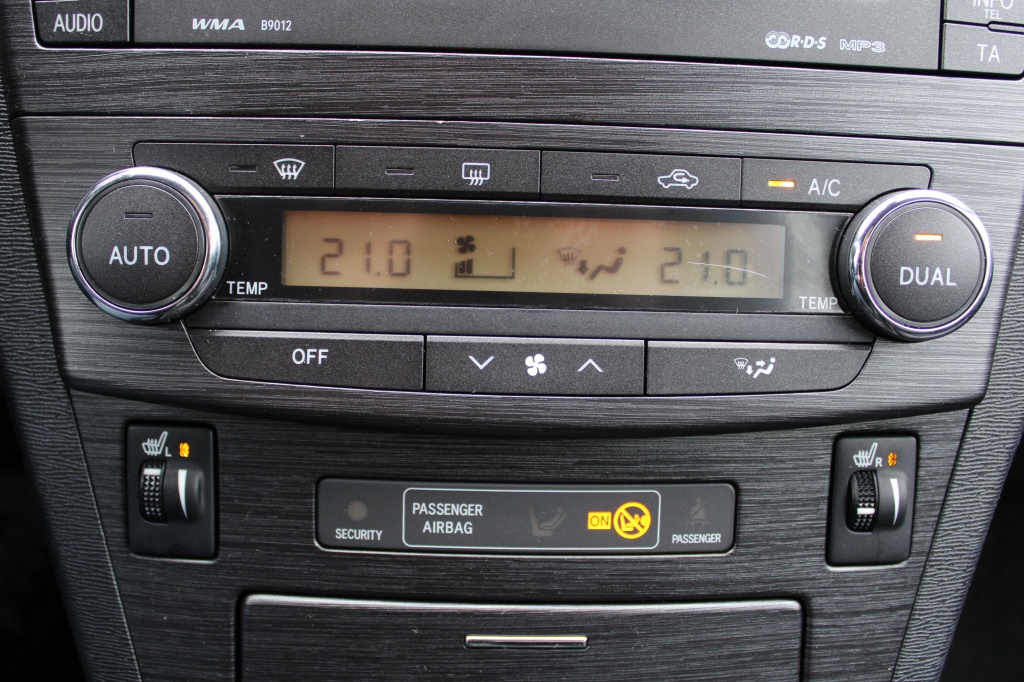 AUDIO
WMA B9012
RDS MP3
INFO
TEL
TA
A/C
AUTO
TEMP
21.0
21.0
TEMP
DUAL
OFF
L
R
SECURITY
PASSENGER
AIRBAG
ON
PASSENGER